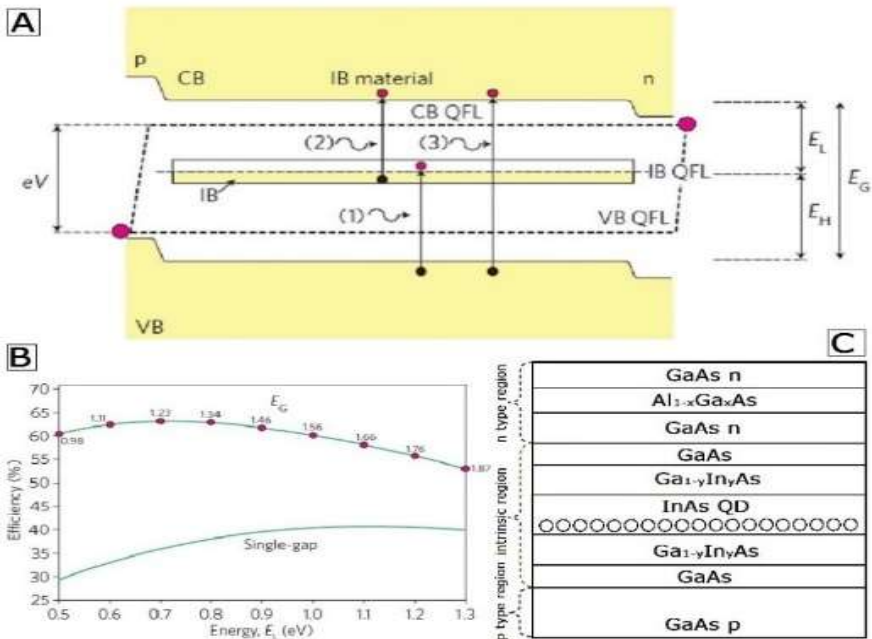 A
p
CB
IB material
n
CB QFL
(2)
(3)
E_L
eV
IB QFL
E_G
IB
(1)
VB QFL
E_H
VB
B
70
65
60
55
50
45
40
35
30
25
Efficiency (%)
E_G
0.98
1.11
1.34
1.46
1.56
1.66
1.76
1.87
Single-gap
0.5 0.6 0.7 0.8 0.9 1.0 1.1 1.2 1.3
Energy, E_L (eV)
C
n type region
GaAs n
Al₁₋ₓGaₓAs
GaAs n
intrinsic region
GaAs
Ga₁₋yInyAs
InAs QD
Ga₁₋yInyAs
GaAs
p type region
GaAs p